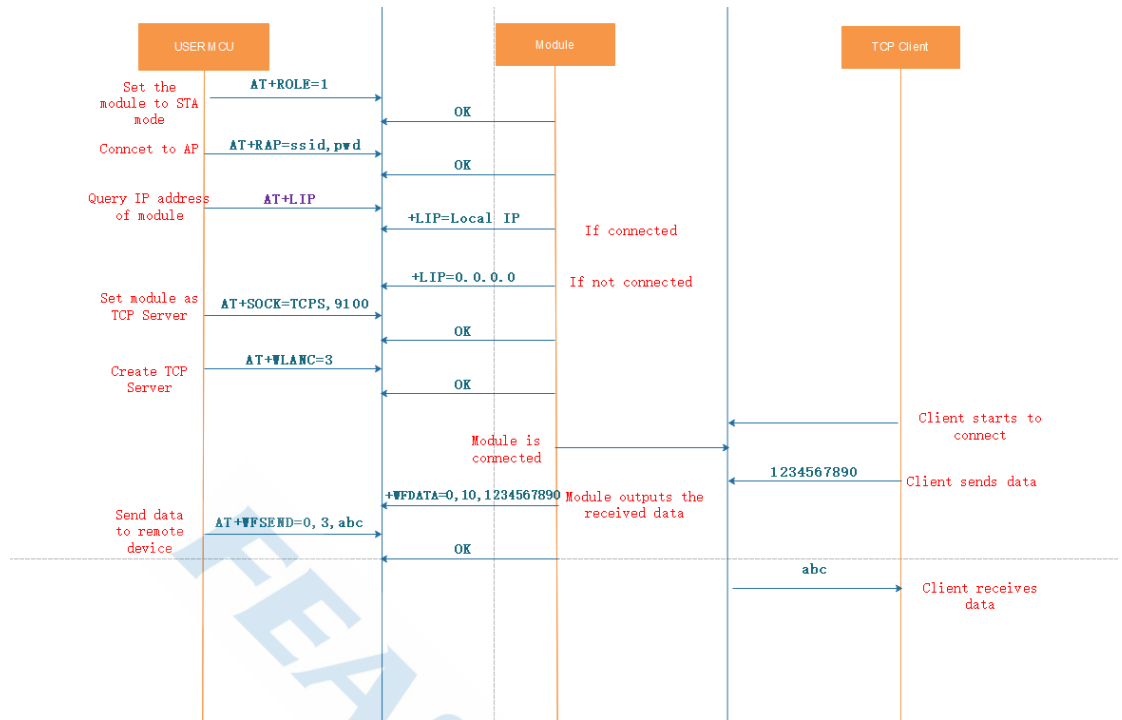 USER MCU
Module
TCP Client
Set the
module to STA
mode
AT+ROLE=1
OK
Conncet to AP
AT+RAP=ssid,pwd
OK
Query IP address
of module
AT+LIP
+LIP=Local IP
If connected
+LIP=0.0.0.0
If not connected
Set module as
TCP Server
AT+SOCK=TCPS,9100
OK
Create TCP
Server
AT+WLANC=3
OK
Client starts to
connect
Module is
connected
1234567890
Client sends data
+WFDATA=0,10,1234567890
Module outputs the
received data
Send data
to remote
device
AT+WFSEND=0,3,abc
OK
abc
Client receives
data